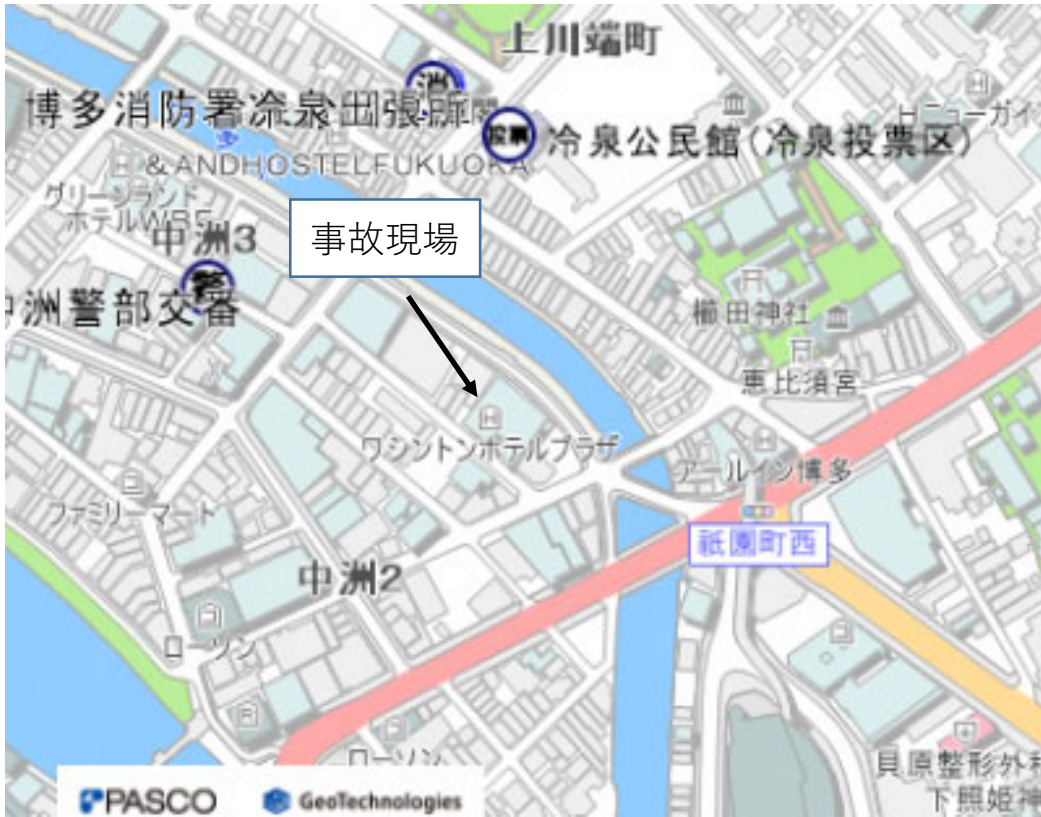 上川端町
消
博多消防署冷泉出張所
投票
冷泉公民館(冷泉投票区)
&ANDHOSTELFUKUOKA
グリーンランド
ホテルWBF
中洲3
事故現場
警
中洲警部交番
櫛田神社
恵比須宮
ワシントンホテルプラザ
アールイン博多
ファミリーマート
祇園町西
中洲2
ローソン
ローソン
貝原整形外科
下照姫神
PASCO
GeoTechnologies